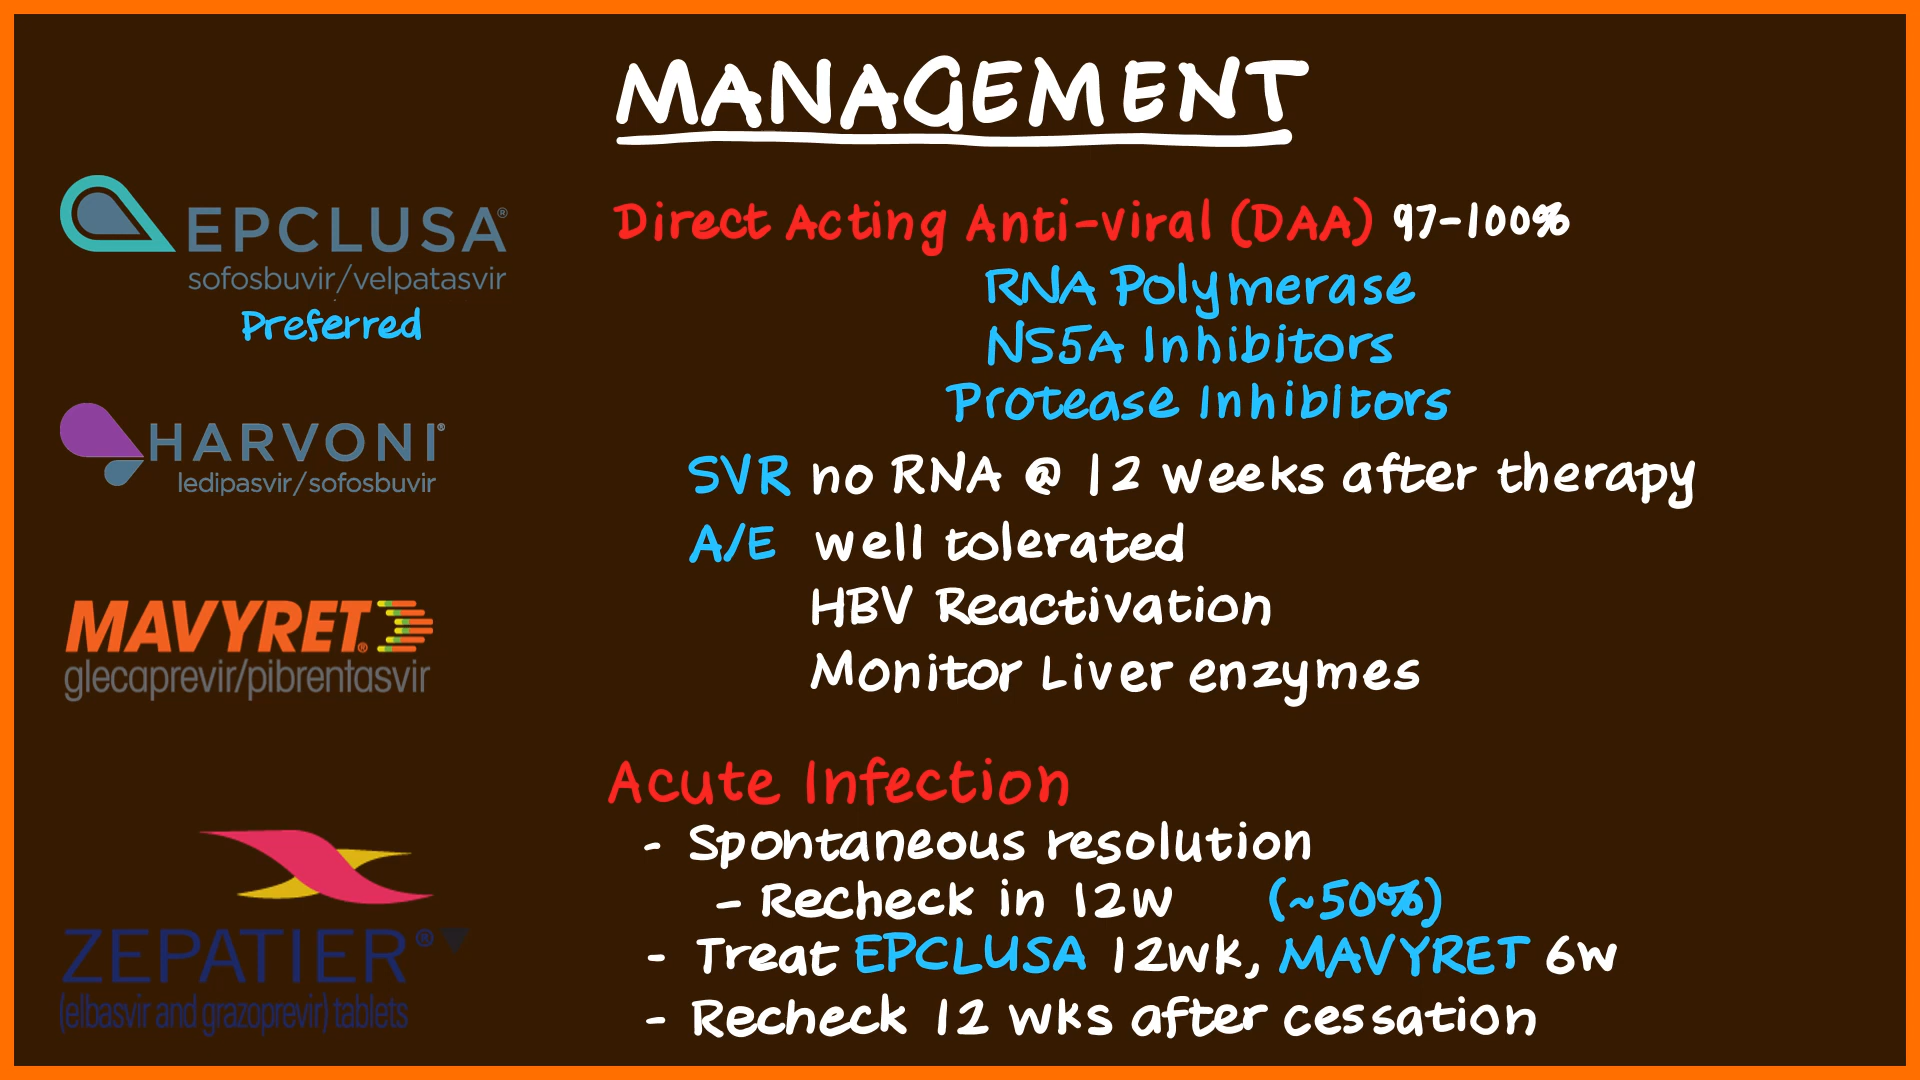 MANAGEMENT
EPCLUSA®
sofosbuvir/velpatasvir
Preferred
HARVONI®
ledipasvir/sofosbuvir
MAVYRET®
glecaprevir/pibrentasvir
ZEPATIER®
(elbasvir and grazoprevir) tablets
Direct Acting Anti-viral (DAA) 97-100%
RNA Polymerase
NS5A Inhibitors
Protease Inhibitors
SVR no RNA @ 12 weeks after therapy
A/E well tolerated
HBV Reactivation
Monitor Liver enzymes
Acute Infection
- Spontaneous resolution
- Recheck in 12w (~50%)
- Treat EPCLUSA 12wk, MAVYRET 6w
- Recheck 12 wks after cessation